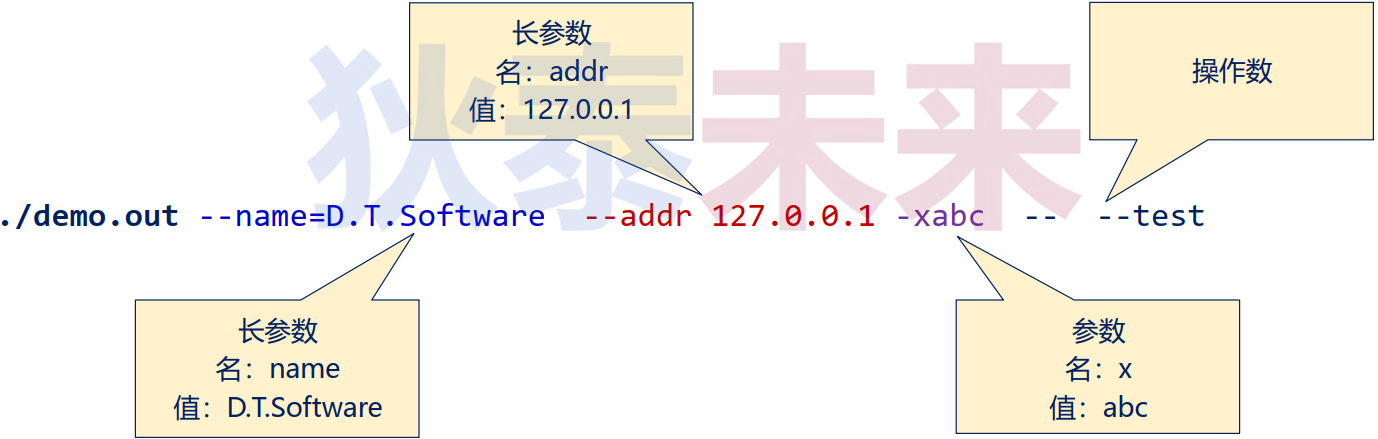 长参数
名：addr
值：127.0.0.1
操作数
狄泰未来
./demo.out --name=D.T.Software --addr 127.0.0.1 -xabc -- --test
长参数
名：name
值：D.T.Software
参数
名：x
值：abc